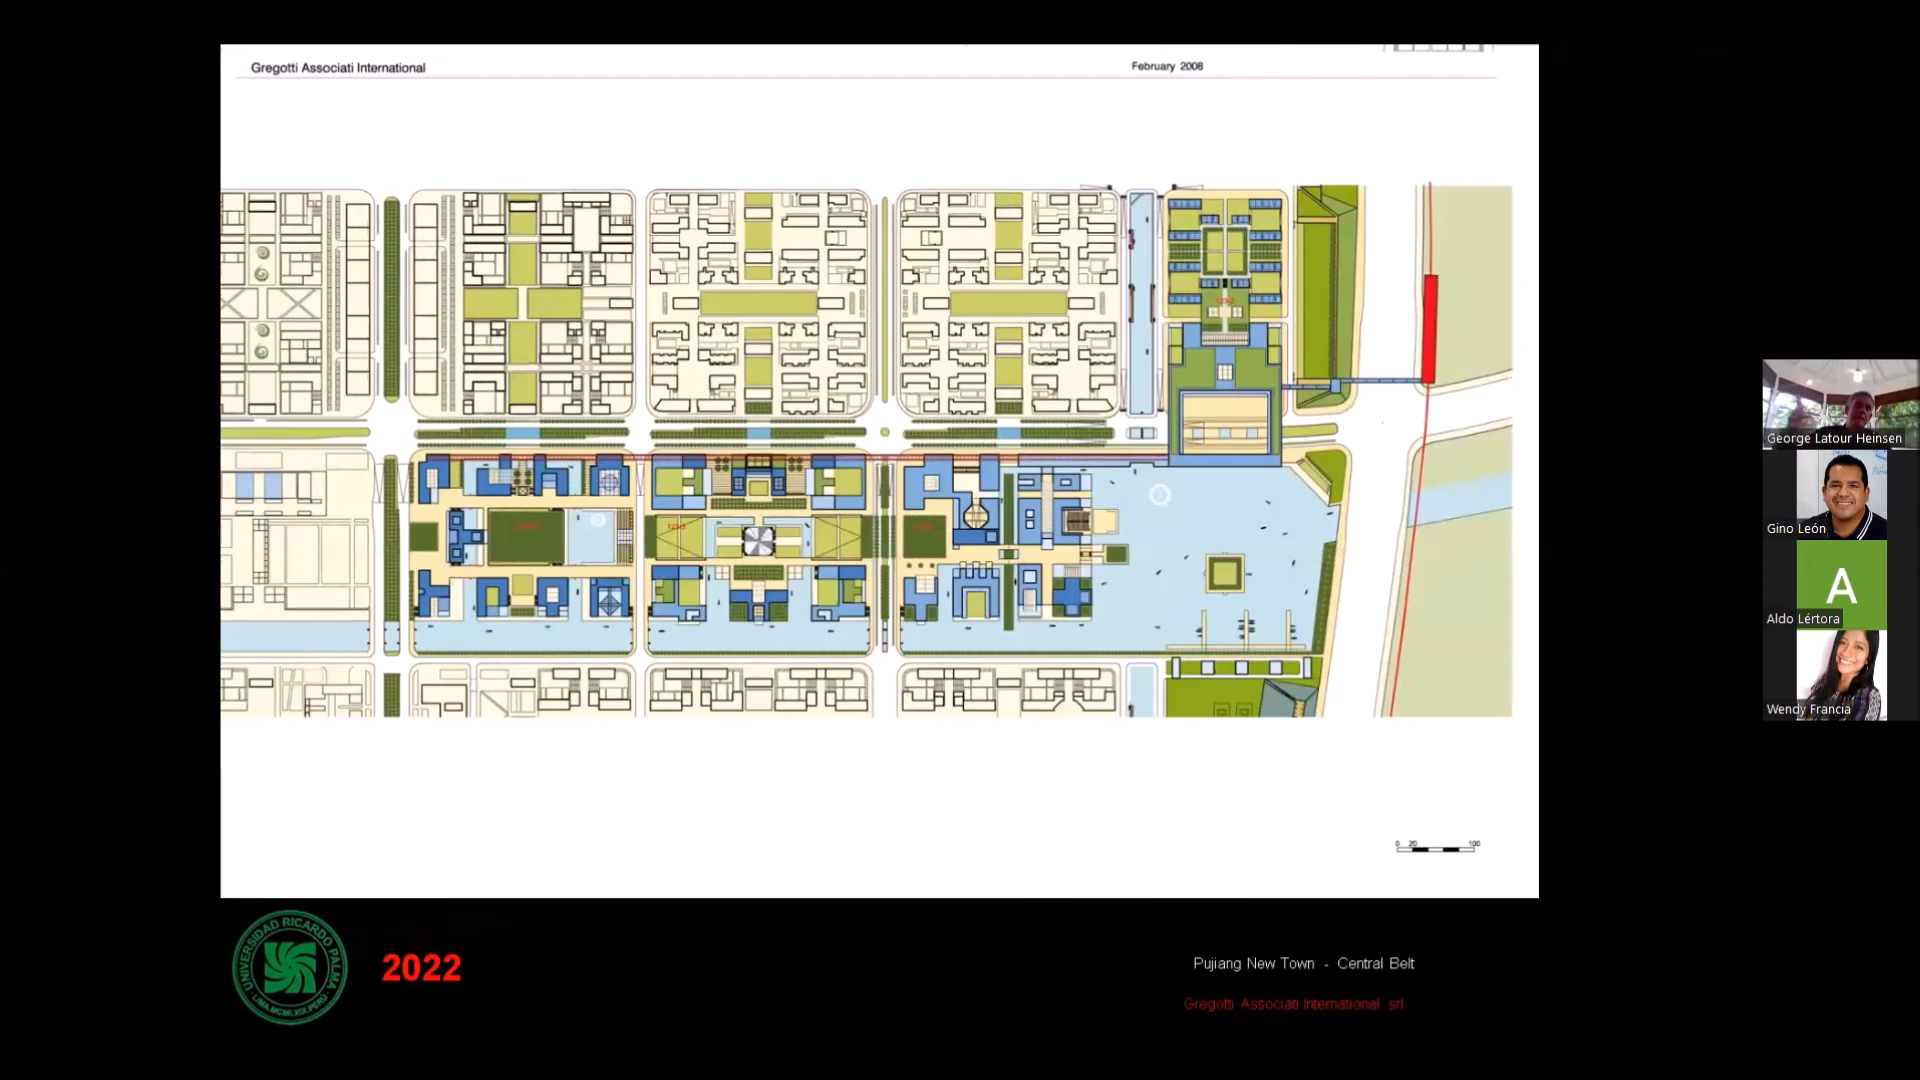 Gregotti Associati International
February 2008
0 20 100
George Latour Heinsen
Gino León
A
Aldo Lértora
Wendy Francia
UNIVERSIDAD RICARDO PALMA
LIMA, MCMLXIX, PERU
2022
Pujiang New Town - Central Belt
Gregotti Associati International srl